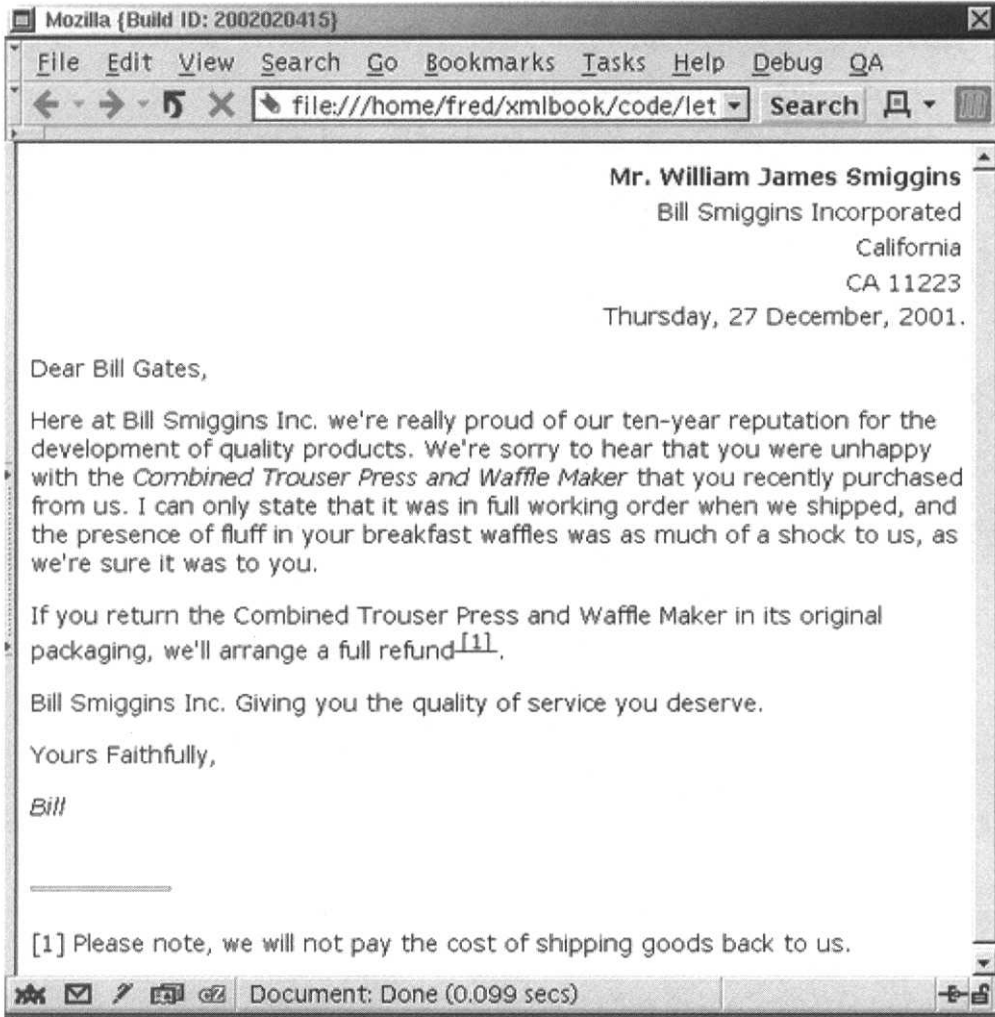 Mozilla {Build ID: 2002020415}
File Edit View Search Go Bookmarks Tasks Help Debug QA
file:///home/fred/xmlbook/code/let Search
Mr. William James Smiggins
Bill Smiggins Incorporated
California
CA 11223
Thursday, 27 December, 2001.
Dear Bill Gates,
Here at Bill Smiggins Inc. we're really proud of our ten-year reputation for the
development of quality products. We're sorry to hear that you were unhappy
with the Combined Trouser Press and Waffle Maker that you recently purchased
from us. I can only state that it was in full working order when we shipped, and
the presence of fluff in your breakfast waffles was as much of a shock to us, as
we're sure it was to you.
If you return the Combined Trouser Press and Waffle Maker in its original
packaging, we'll arrange a full refund[1].
Bill Smiggins Inc. Giving you the quality of service you deserve.
Yours Faithfully,
Bill
[1] Please note, we will not pay the cost of shipping goods back to us.
Document: Done (0.099 secs)